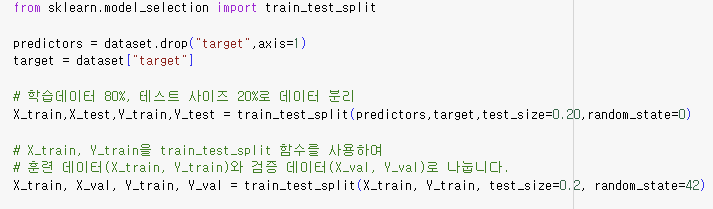 from sklearn.model_selection import train_test_split
predictors = dataset.drop("target",axis=1)
target = dataset["target"]
# 학습데이터 80%, 테스트 사이즈 20%로 데이터 분리
X_train,X_test,Y_train,Y_test = train_test_split(predictors,target,test_size=0.20,random_state=0)
# X_train, Y_train을 train_test_split 함수를 사용하여
# 훈련 데이터(X_train, Y_train)와 검증 데이터(X_val, Y_val)로 나눕니다.
X_train, X_val, Y_train, Y_val = train_test_split(X_train, Y_train, test_size=0.2, random_state=42)